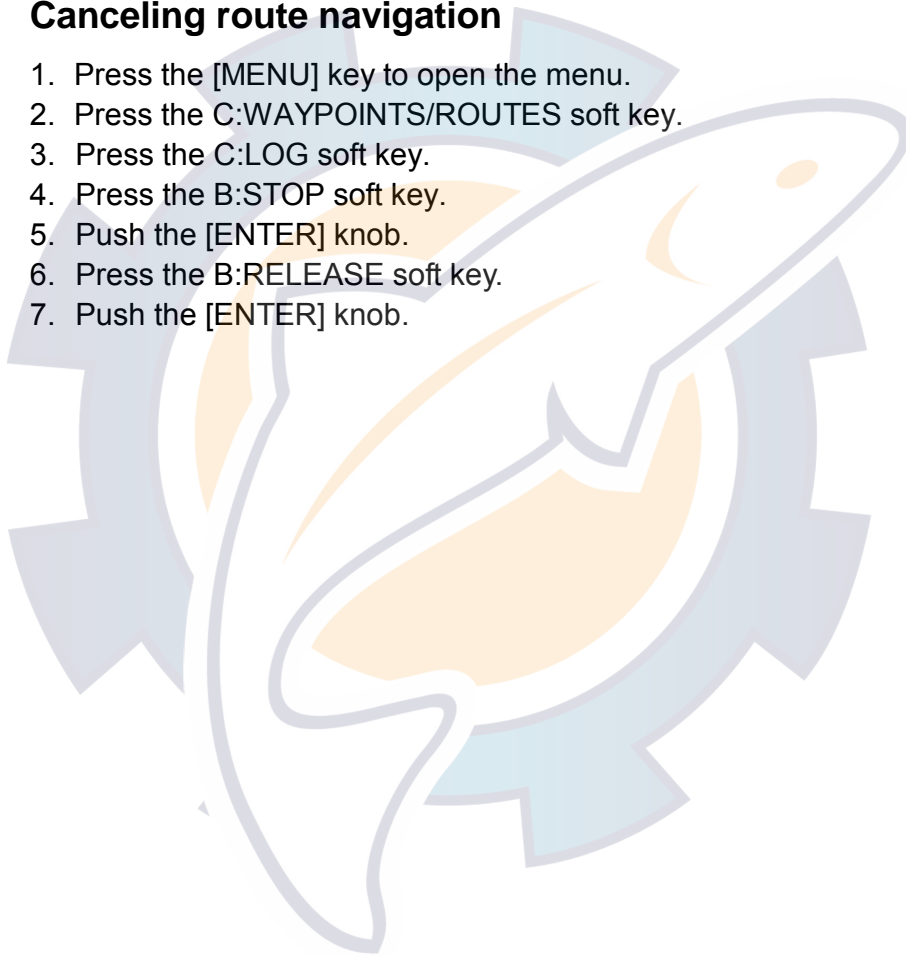 Canceling route navigation
1. Press the [MENU] key to open the menu.
2. Press the C:WAYPOINTS/ROUTES soft key.
3. Press the C:LOG soft key.
4. Press the B:STOP soft key.
5. Push the [ENTER] knob.
6. Press the B:RELEASE soft key.
7. Push the [ENTER] knob.